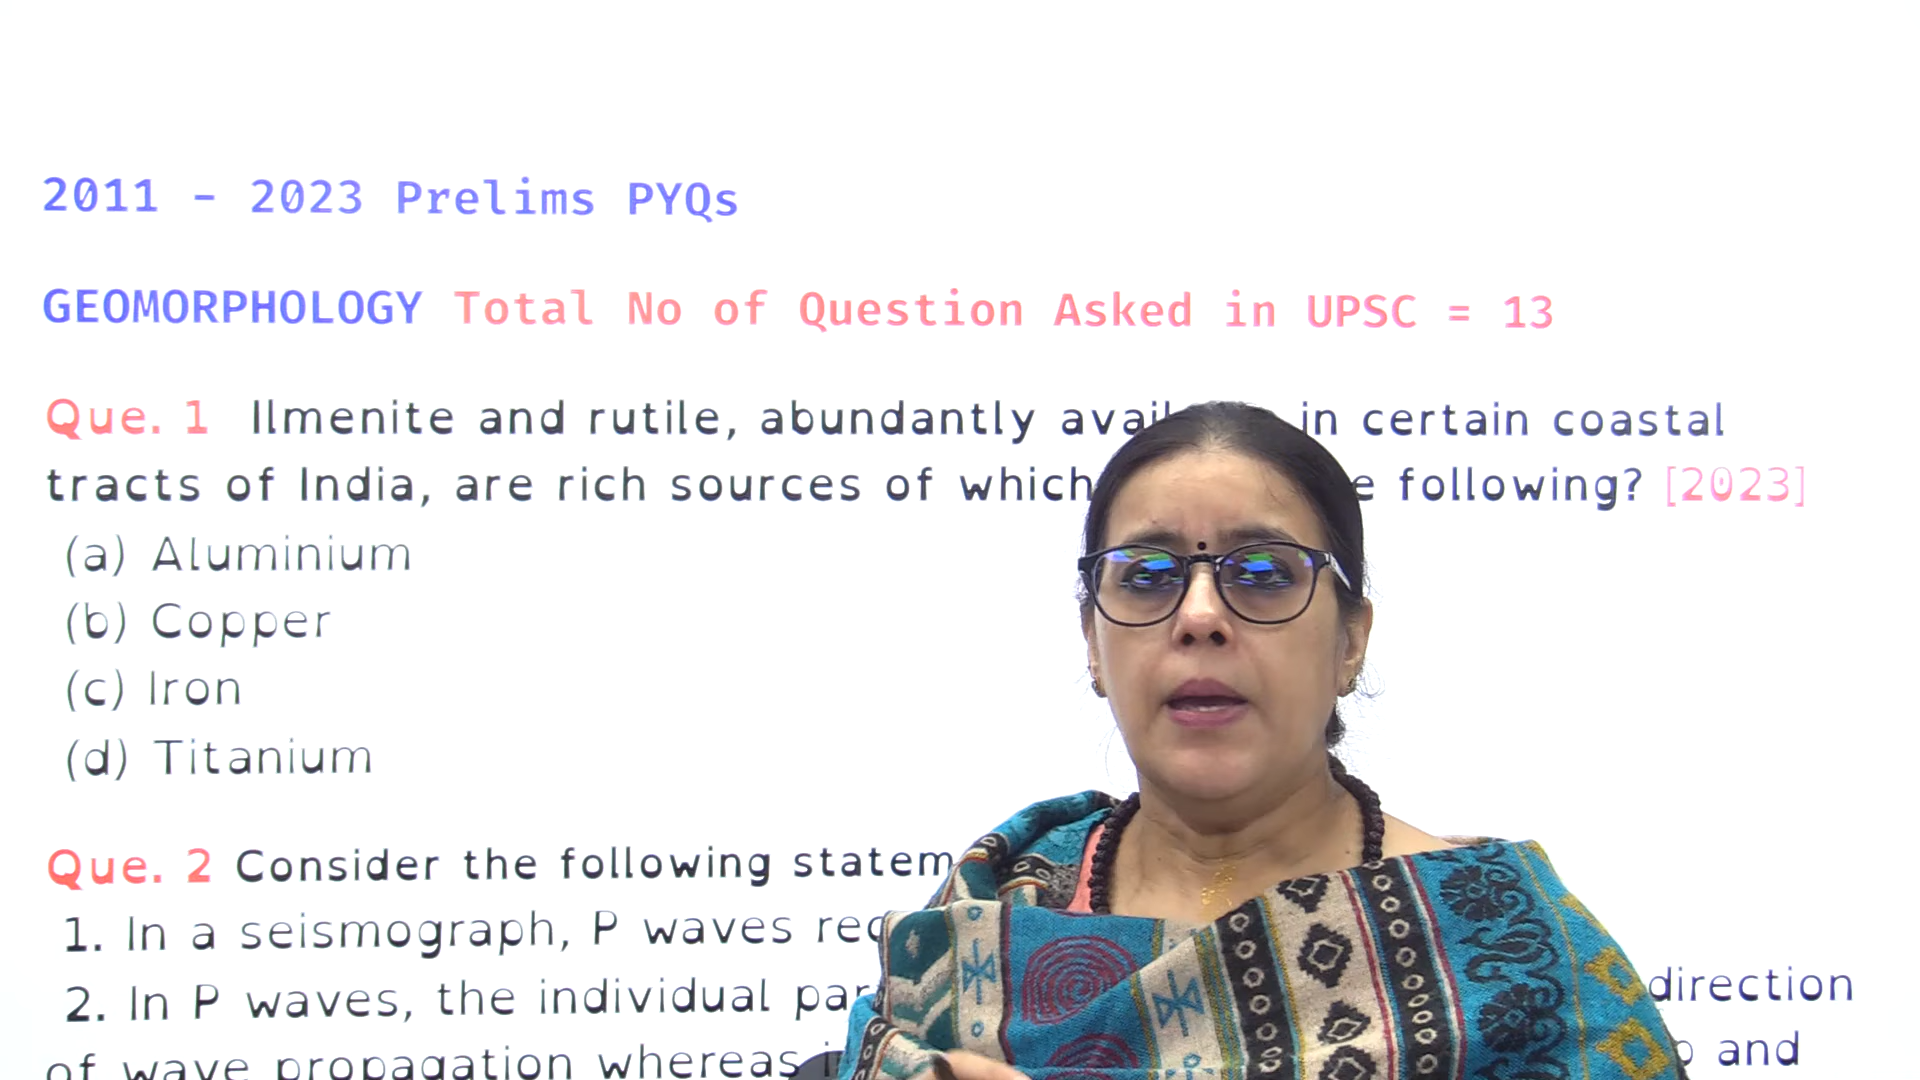 2011 - 2023 Prelims PYQs
GEOMORPHOLOGY Total No of Question Asked in UPSC = 13
Que. 1 Ilmenite and rutile, abundantly in certain coastal
tracts of India, are rich sources of which following? [2023]
(a) Aluminium
(b) Copper
(c) Iron
(d) Titanium
Que. 2 Consider the following
1. In a seismograph, P waves
2. In P waves, the individual direction
of wave propagation whereas and